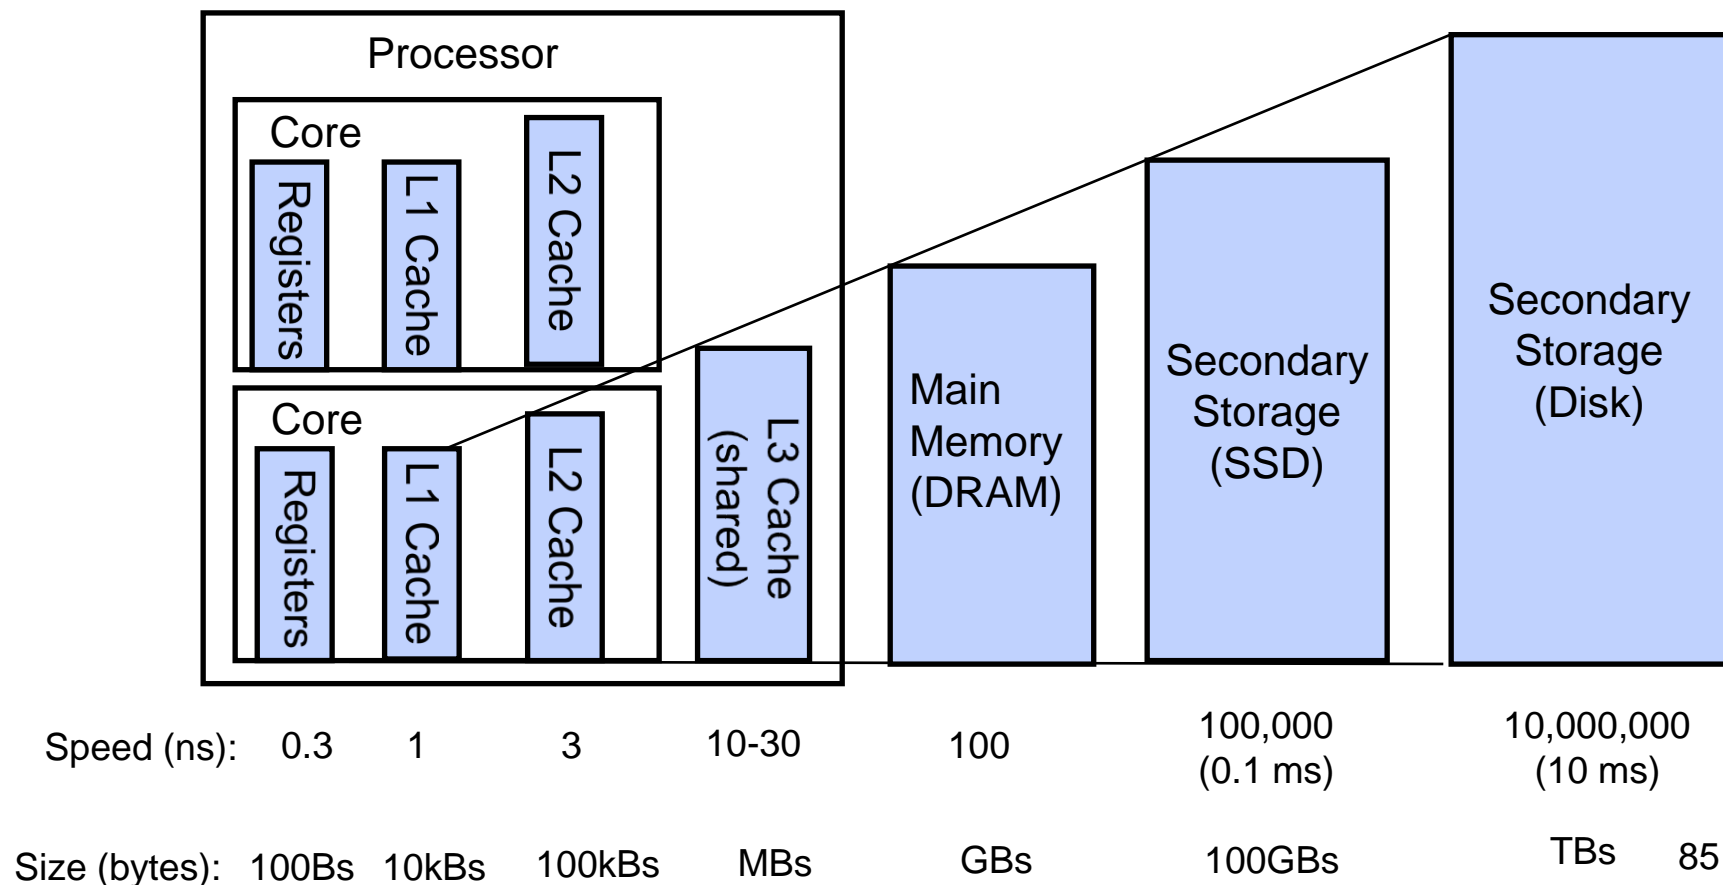 Processor
Core
Registers
L1 Cache
L2 Cache
Core
Registers
L1 Cache
L2 Cache
L3 Cache
(shared)
Main
Memory
(DRAM)
Secondary
Storage
(SSD)
Secondary
Storage
(Disk)
Speed (ns): 0.3 1 3 10-30 100 100,000 10,000,000
(0.1 ms) (10 ms)
Size (bytes): 100Bs 10kBs 100kBs MBs GBs 100GBs TBs 85